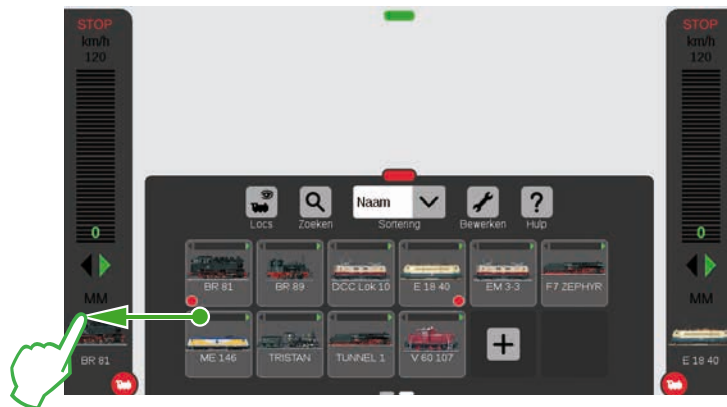 STOP
km/h
120
0
MM
BR 81
STOP
km/h
120
0
MM
E 18 40
Locs
Zoeken
Naam
Sortering
Bewerken
?
Hulp
BR 81
BR 89
DCC Lok 10
E 18 40
EM 3-3
F7 ZEPHYR
ME 146
TRISTAN
TUNNEL 1
V 60 107
+